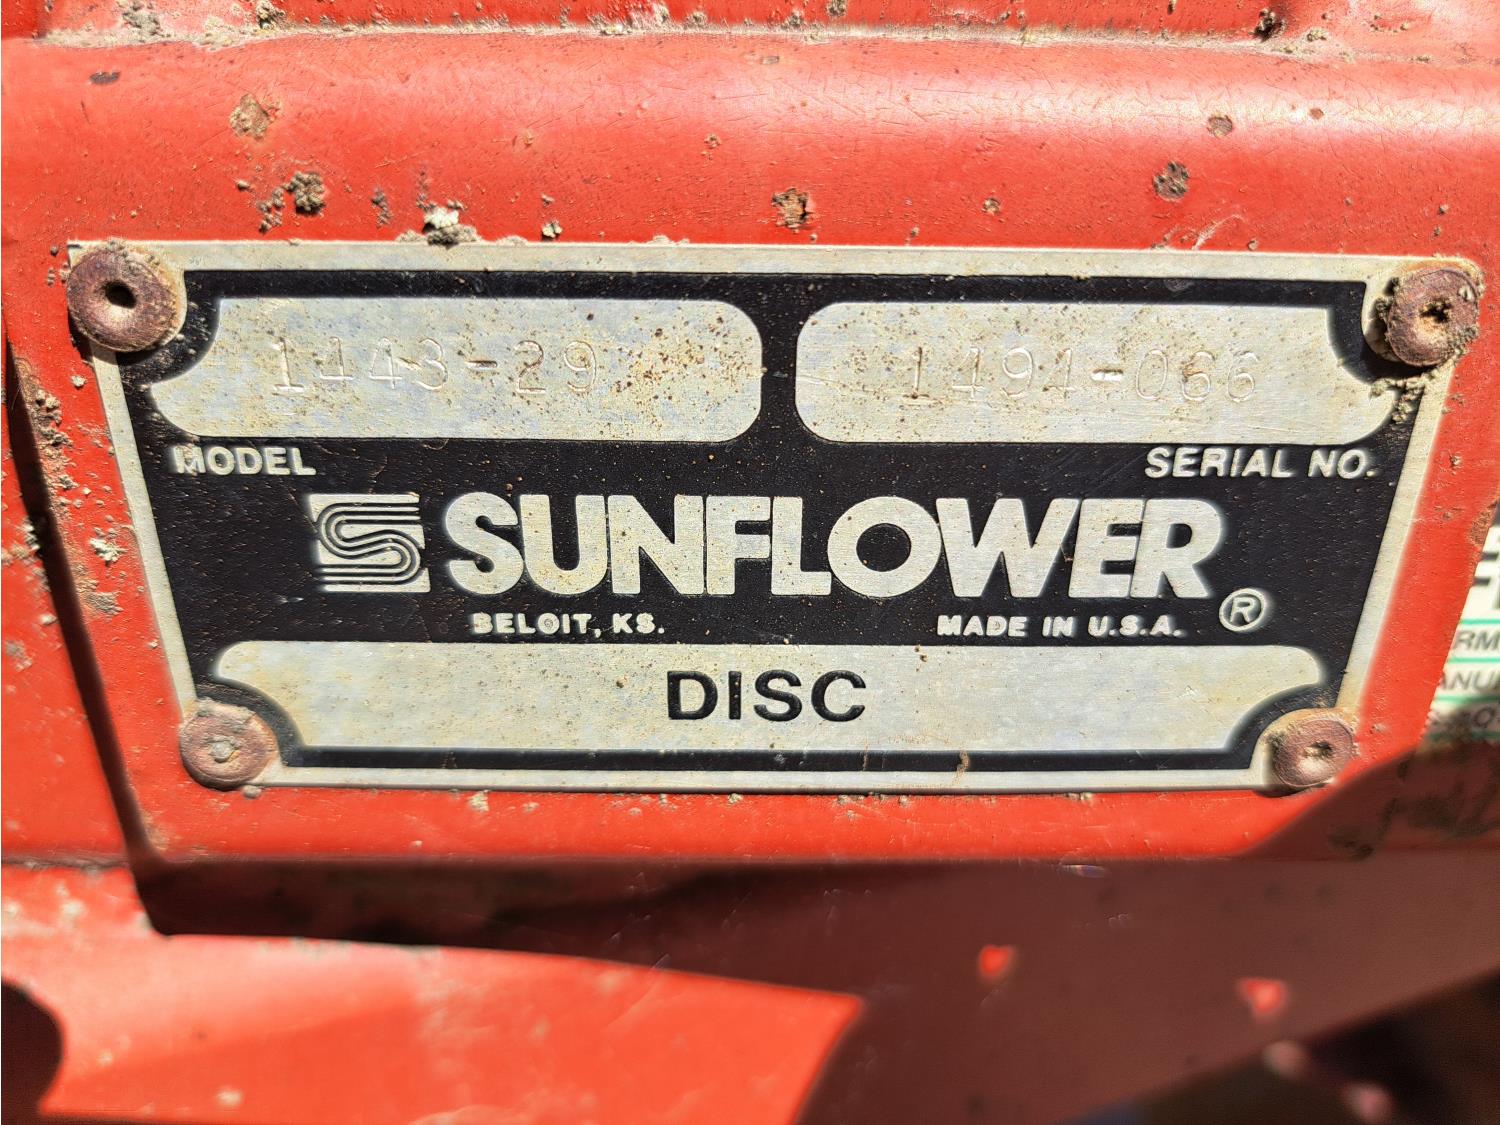 1443-29 1494-066
MODEL SERIAL NO.
SUNFLOWER ®
BELOIT, KS. MADE IN U.S.A.
DISC